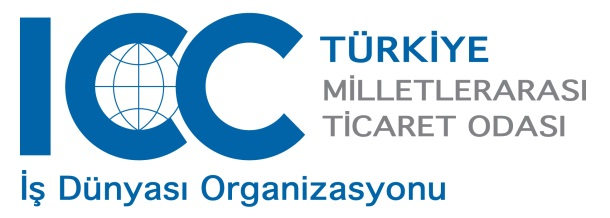 ICC TÜRKİYE
MİLLETLERARASI
TİCARET ODASI
İş Dünyası Organizasyonu